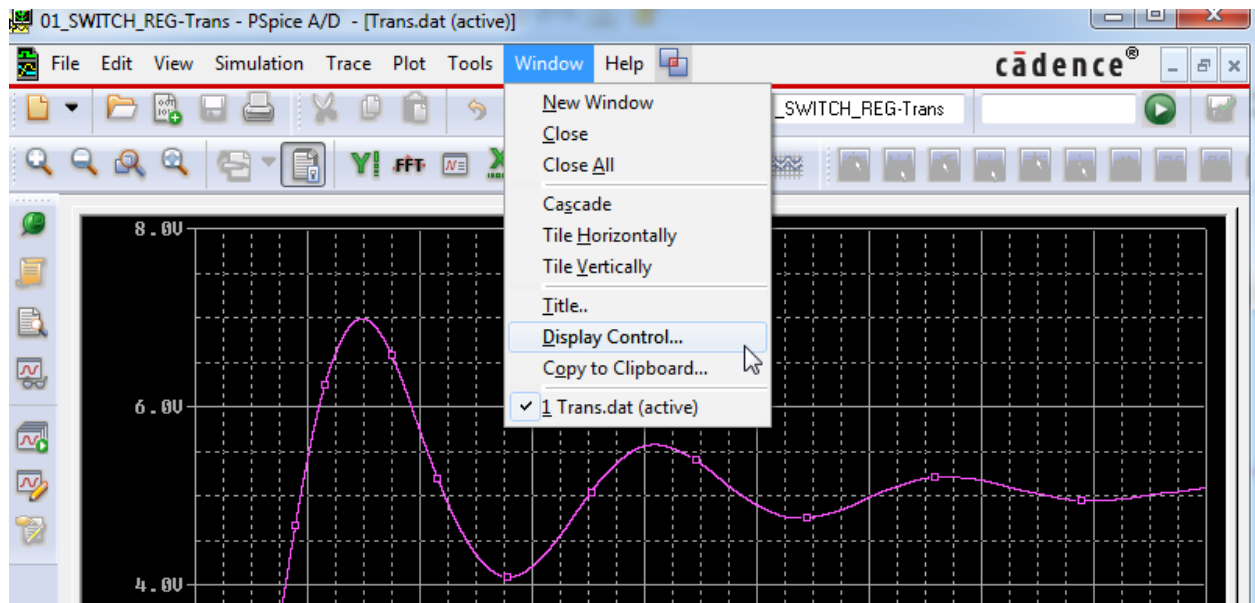 01_SWITCH_REG-Trans - PSpice A/D - [Trans.dat (active)]
File Edit View Simulation Trace Plot Tools Window Help cādence®
_SWITCH_REG-Trans
FFT
New Window
Close
Close All
Cascade
Tile Horizontally
Tile Vertically
Title..
Display Control...
Copy to Clipboard...
1 Trans.dat (active)
8.0V
6.0V
4.0V